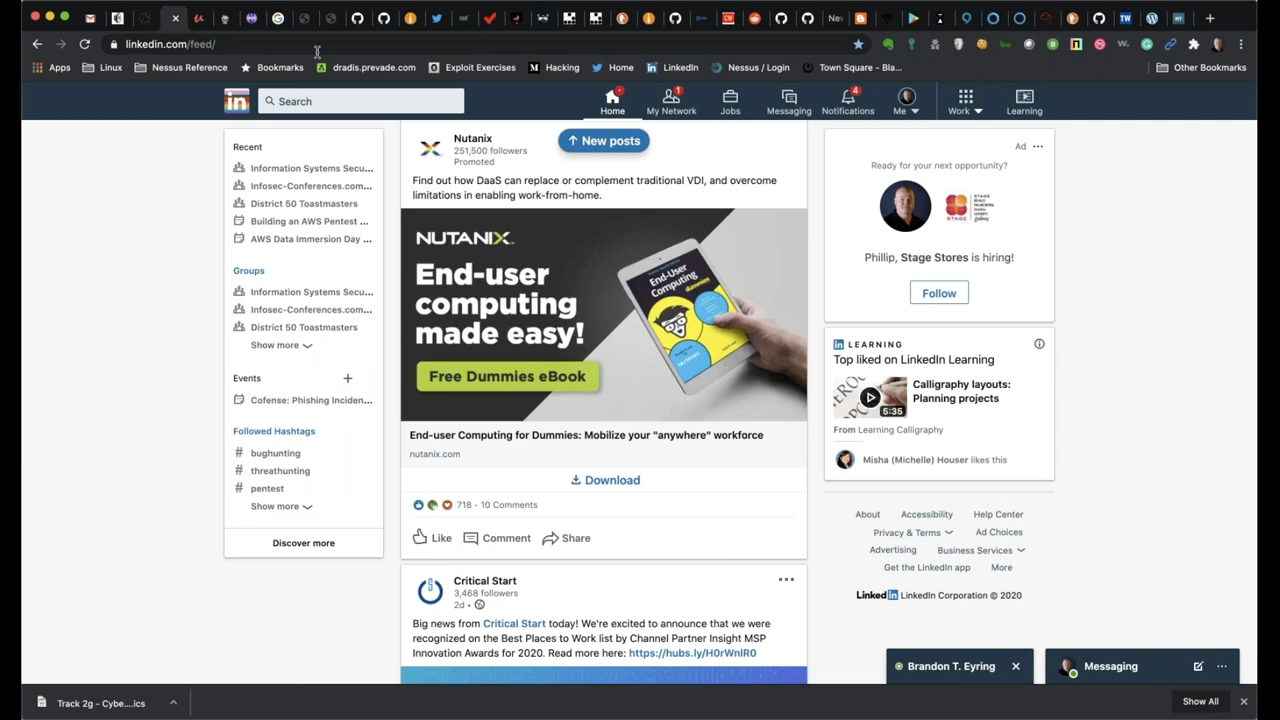 Nev
linkedin.com/feed/
Apps
Linux
Nessus Reference
Bookmarks
dradis.prevade.com
Exploit Exercises
Hacking
Home
LinkedIn
Nessus / Login
Town Square - Bla...
Other Bookmarks
in
Search
Home
My Network
1
Jobs
Messaging
Notifications
4
Me
Work
Learning
Recent
Information Systems Secu...
Infosec-Conferences.com...
District 50 Toastmasters
Building an AWS Pentest ...
AWS Data Immersion Day ...
Groups
Information Systems Secu...
Infosec-Conferences.com...
District 50 Toastmasters
Show more
Events
+
Cofense: Phishing Inciden...
Followed Hashtags
# bughunting
# threathunting
# pentest
Show more
Discover more
Nutanix
251,500 followers
Promoted
↑ New posts
Find out how DaaS can replace or complement traditional VDI, and overcome
limitations in enabling work-from-home.
NUTANIX
End-user
computing
made easy!
Free Dummies eBook
End-User
Computing
dummies
End-user Computing for Dummies: Mobilize your "anywhere" workforce
nutanix.com
Download
718 · 10 Comments
Like
Comment
Share
Critical Start
3,468 followers
2d •
Big news from Critical Start today! We're excited to announce that we were
recognized on the Best Places to Work list by Channel Partner Insight MSP
Innovation Awards for 2020. Read more here: https://hubs.ly/H0rWnlR0
Ad ...
Ready for your next opportunity?
STAGE
Phillip, Stage Stores is hiring!
Follow
in LEARNING
Top liked on LinkedIn Learning
Calligraphy layouts:
Planning projects
5:35
From Learning Calligraphy
Misha (Michelle) Houser likes this
About
Accessibility
Help Center
Privacy & Terms
Ad Choices
Advertising
Business Services
Get the LinkedIn app
More
Linked in LinkedIn Corporation © 2020
Brandon T. Eyring
Messaging
Track 2g - Cybe....ics
Show All